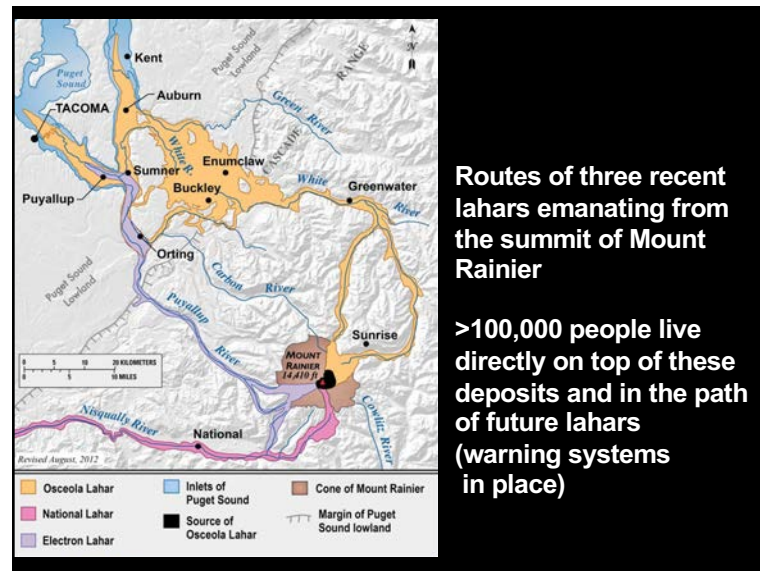 Kent
Puget Sound
Lowland
RANGE
N
Puget
Sound
TACOMA
Auburn
Green River
CASCADE
White R.
Enumclaw
Sumner
Buckley
White
River
Greenwater
Puyallup
Orting
Puget Sound
Lowland
Carbon River
Puyallup
River
Sunrise
MOUNT
RAINIER
14,410 ft
0 5 10 20 KILOMETERS
0 5 10 MILES
Cowlitz River
Nisqually River
National
Revised August, 2012
Osceola Lahar
National Lahar
Electron Lahar
Inlets of
Puget Sound
Source of
Osceola Lahar
Cone of Mount Rainier
Margin of Puget
Sound lowland
Routes of three recent
lahars emanating from
the summit of Mount
Rainier
>100,000 people live
directly on top of these
deposits and in the path
of future lahars
(warning systems
in place)